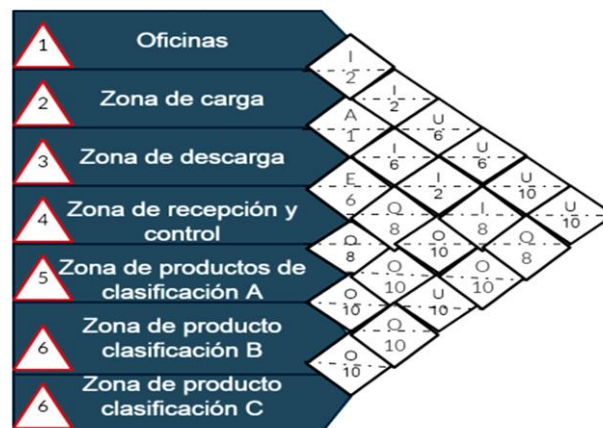 1
Oficinas
2
Zona de carga
3
Zona de descarga
4
Zona de recepción y
control
5
Zona de productos de
clasificación A
6
Zona de producto
clasificación B
6
Zona de producto
clasificación C
I
2
A
1
E
6
O
8
O
10
O
10
I
2
I
6
Q
8
Q
10
Q
10
U
6
I
2
O
10
U
10
U
6
I
8
O
10
U
10
Q
8
U
10